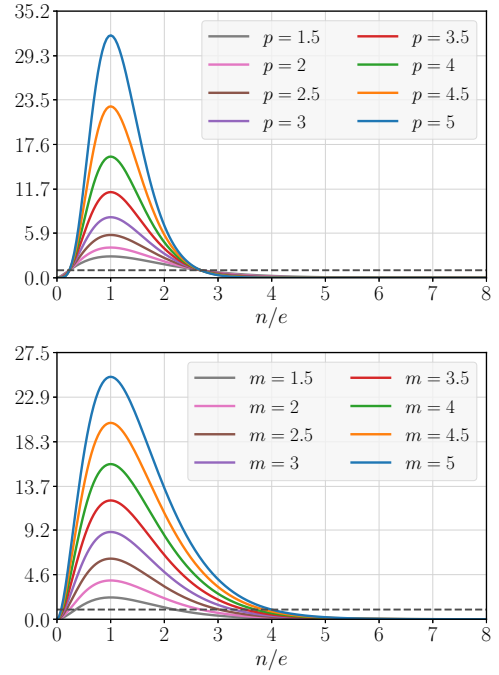 35.2
29.3
23.5
17.6
11.7
5.9
0.0
p = 1.5
p = 2
p = 2.5
p = 3
p = 3.5
p = 4
p = 4.5
p = 5
0 1 2 3 4 5 6 7 8
n/e
27.5
22.9
18.3
13.7
9.2
4.6
0.0
m = 1.5
m = 2
m = 2.5
m = 3
m = 3.5
m = 4
m = 4.5
m = 5
0 1 2 3 4 5 6 7 8
n/e